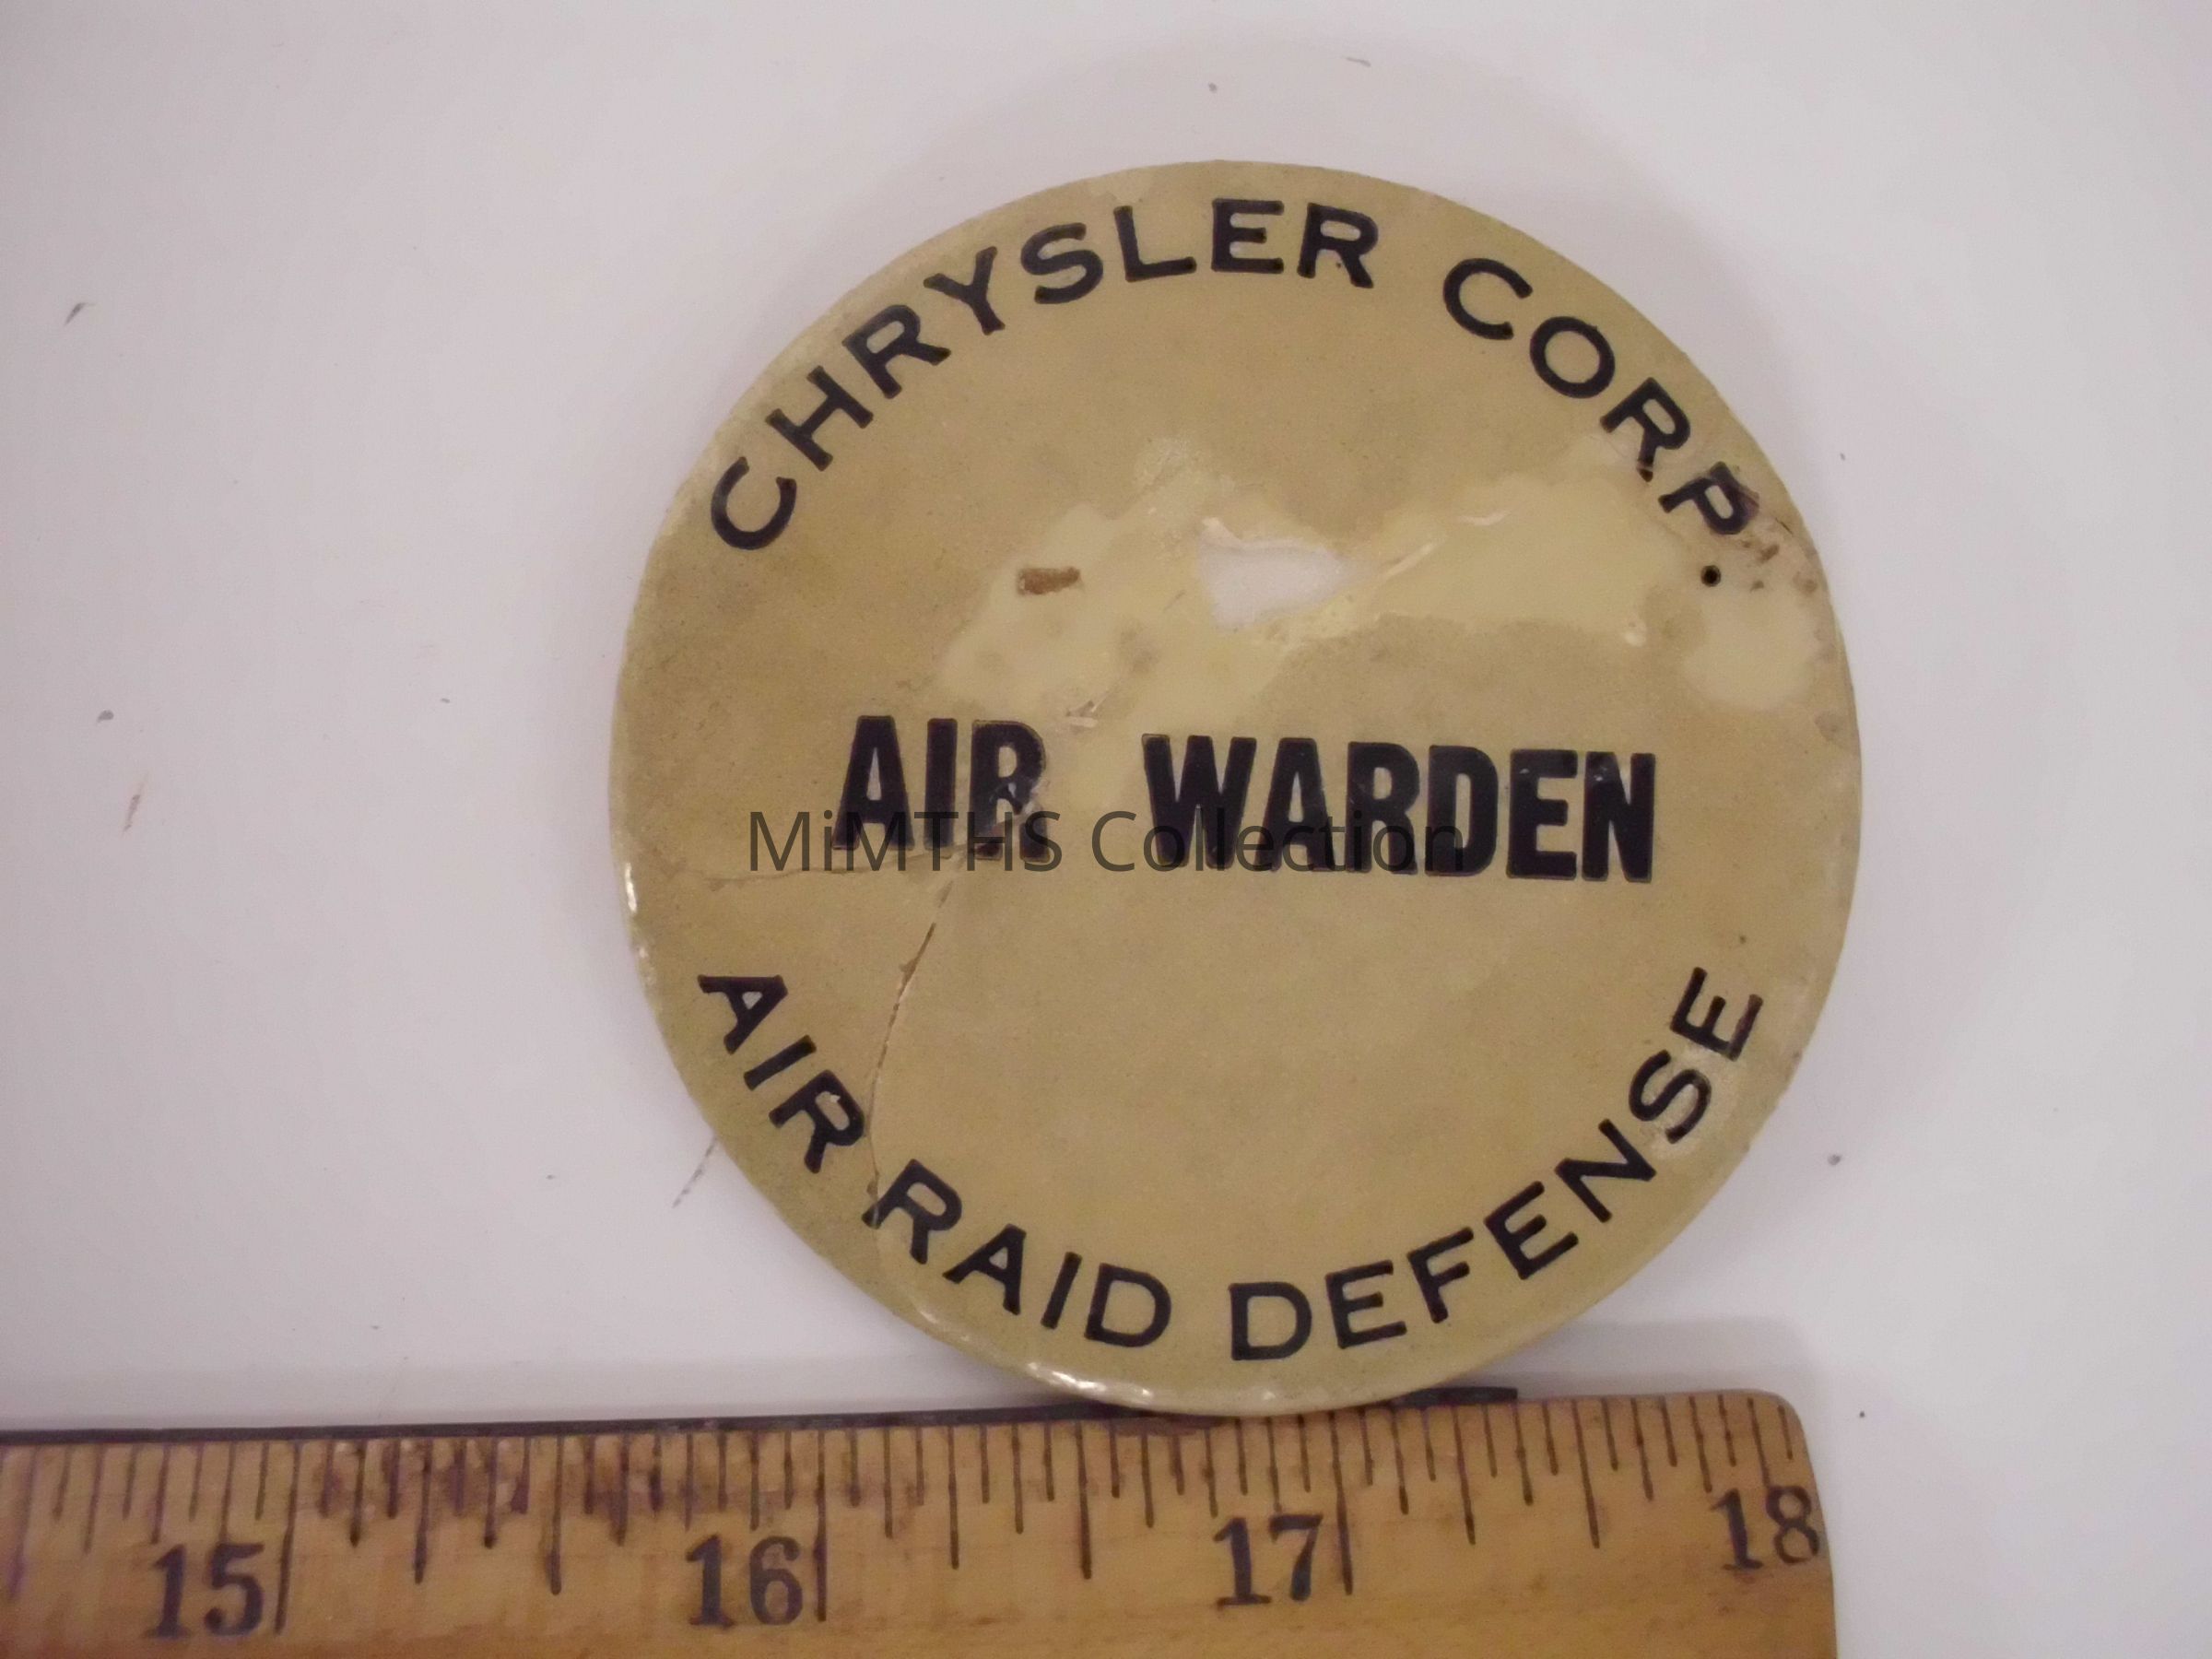 CHRYSLER CORP.
AIR WARDEN
MiMTHS Collection
AIR RAID DEFENSE
15 16 17 18